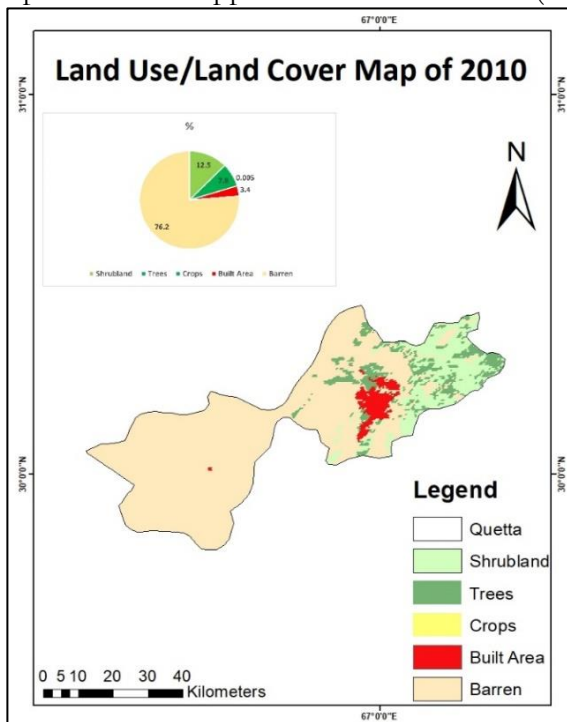 67°0'0"E
Land Use/Land Cover Map of 2010
31°0'0"N
31°0'0"N
%
12.5
0.005
3.4
76.2
Shrubland Trees Crops Built Area Barren
N
30°0'0"N
30°0'0"N
Legend
Quetta
Shrubland
Trees
Crops
Built Area
Barren
0 5 10 20 30 40
Kilometers
67°0'0"E